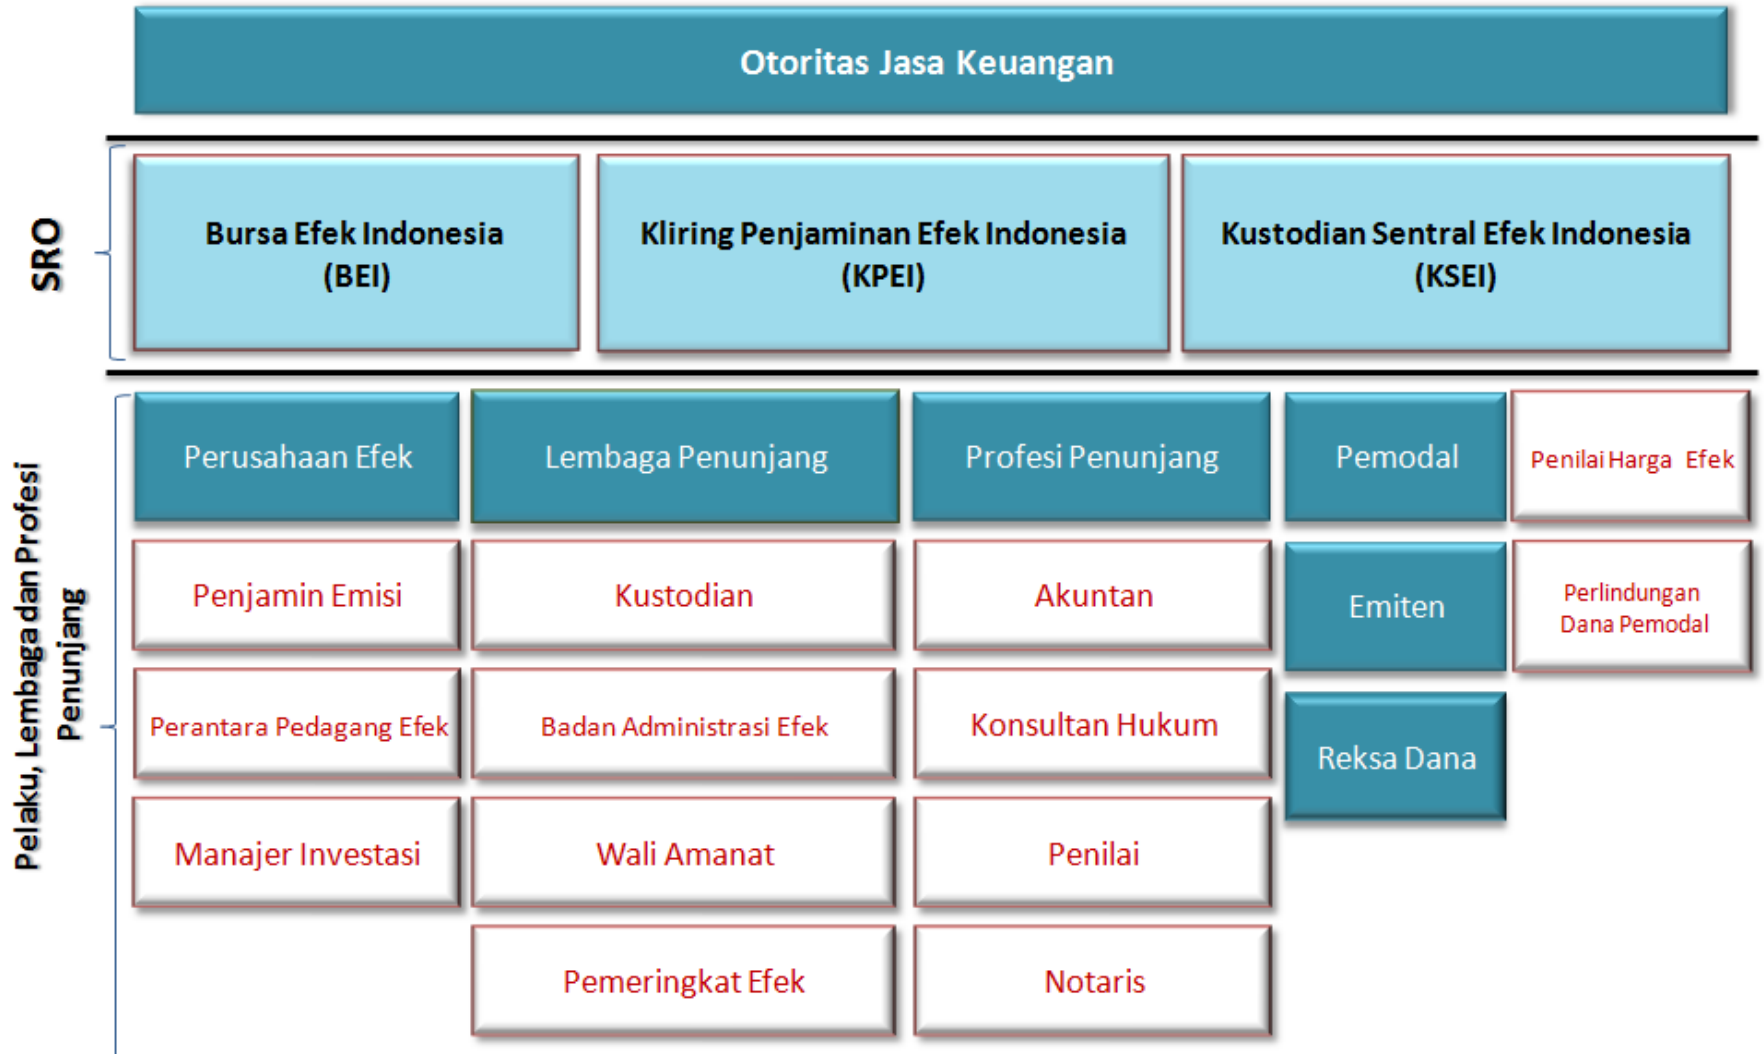 Otoritas Jasa Keuangan
SRO
Bursa Efek Indonesia
(BEI)
Kliring Penjaminan Efek Indonesia
(KPEI)
Kustodian Sentral Efek Indonesia
(KSEI)
Pelaku, Lembaga dan Profesi
Penunjang
Perusahaan Efek
Penjamin Emisi
Perantara Pedagang Efek
Manajer Investasi
Lembaga Penunjang
Kustodian
Badan Administrasi Efek
Wali Amanat
Pemeringkat Efek
Profesi Penunjang
Akuntan
Konsultan Hukum
Penilai
Notaris
Pemodal
Emiten
Reksa Dana
Penilai Harga Efek
Perlindungan
Dana Pemodal